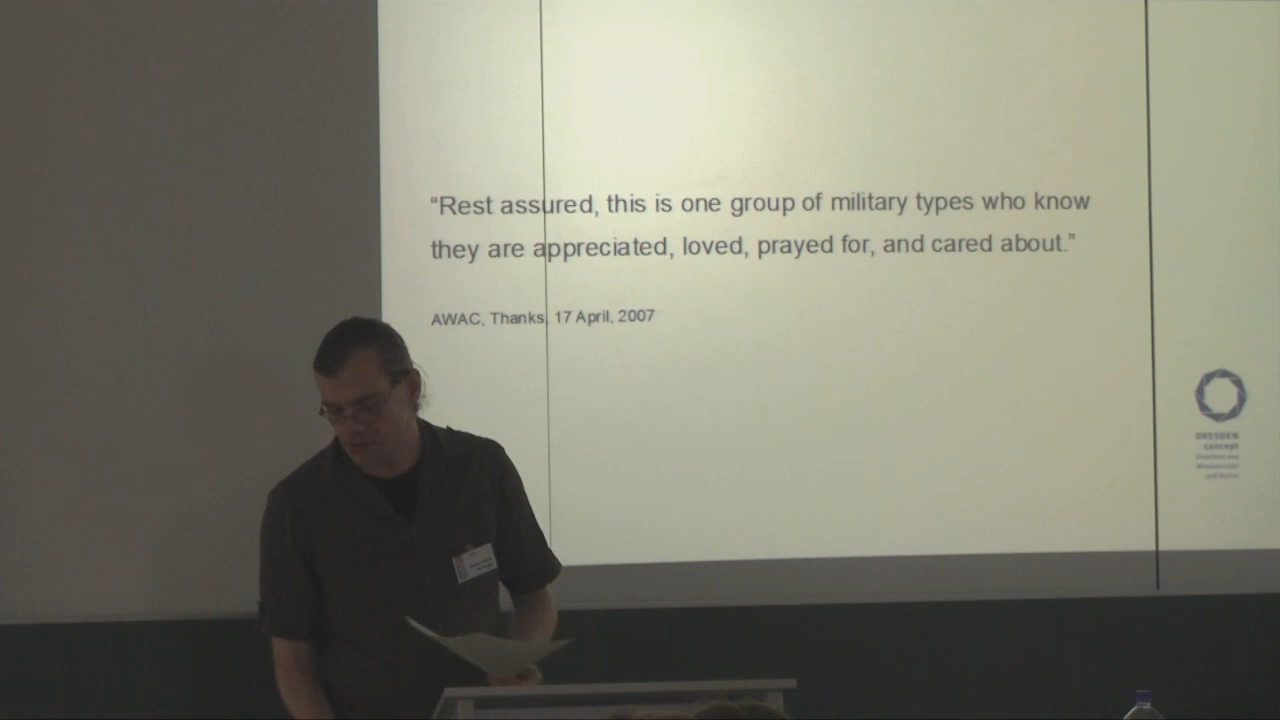 “Rest assured, this is one group of military types who know
they are appreciated, loved, prayed for, and cared about.”
AWAC, Thanks, 17 April, 2007
DRESDEN
concept